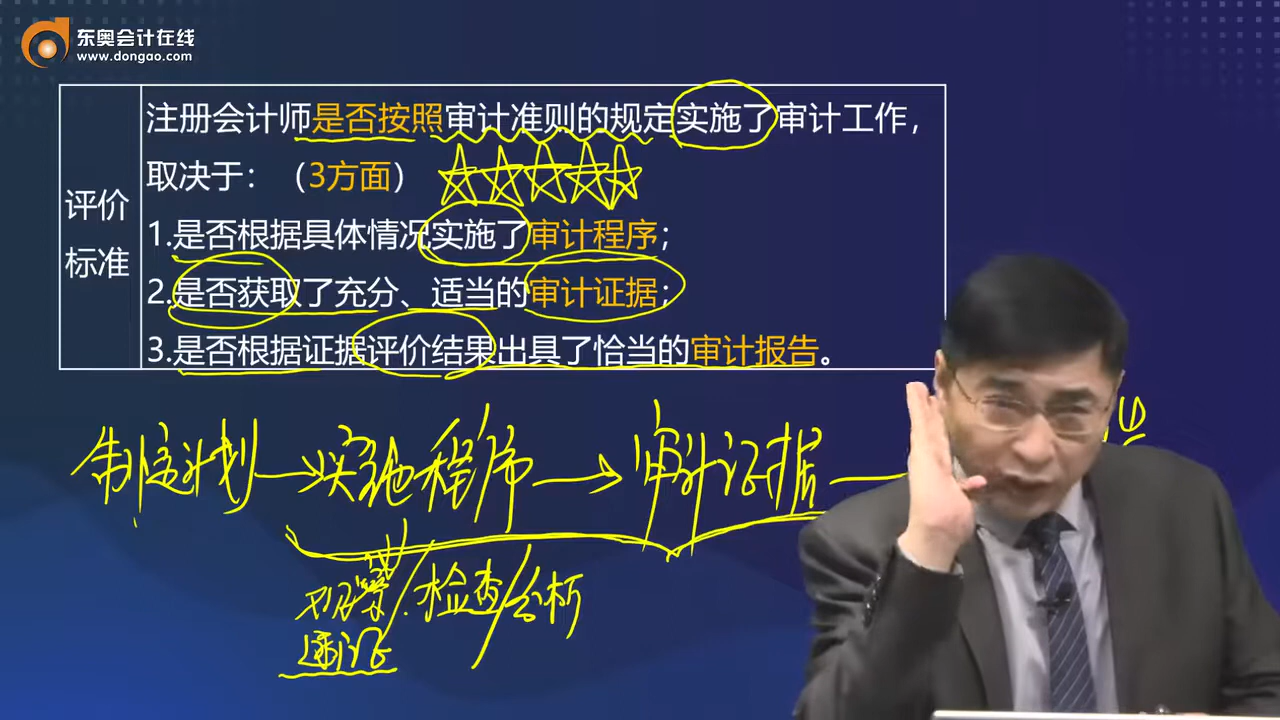 东奥会计在线
www.dongao.com
评价标准
注册会计师是否按照审计准则的规定实施了审计工作，
取决于：（3方面）
1.是否根据具体情况实施了审计程序；
2.是否获取了充分、适当的审计证据；
3.是否根据证据评价结果出具了恰当的审计报告。
制定计划→实施程序→审计证据
观察/检查/分析
函证